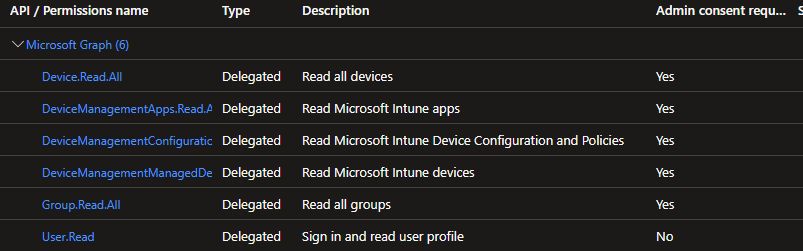 API / Permissions name Type Description Admin consent requ... S
Microsoft Graph (6)
Device.Read.All Delegated Read all devices Yes
DeviceManagementApps.Read.A Delegated Read Microsoft Intune apps Yes
DeviceManagementConfiguratic Delegated Read Microsoft Intune Device Configuration and Policies Yes
DeviceManagementManagedDe Delegated Read Microsoft Intune devices Yes
Group.Read.All Delegated Read all groups Yes
User.Read Delegated Sign in and read user profile No